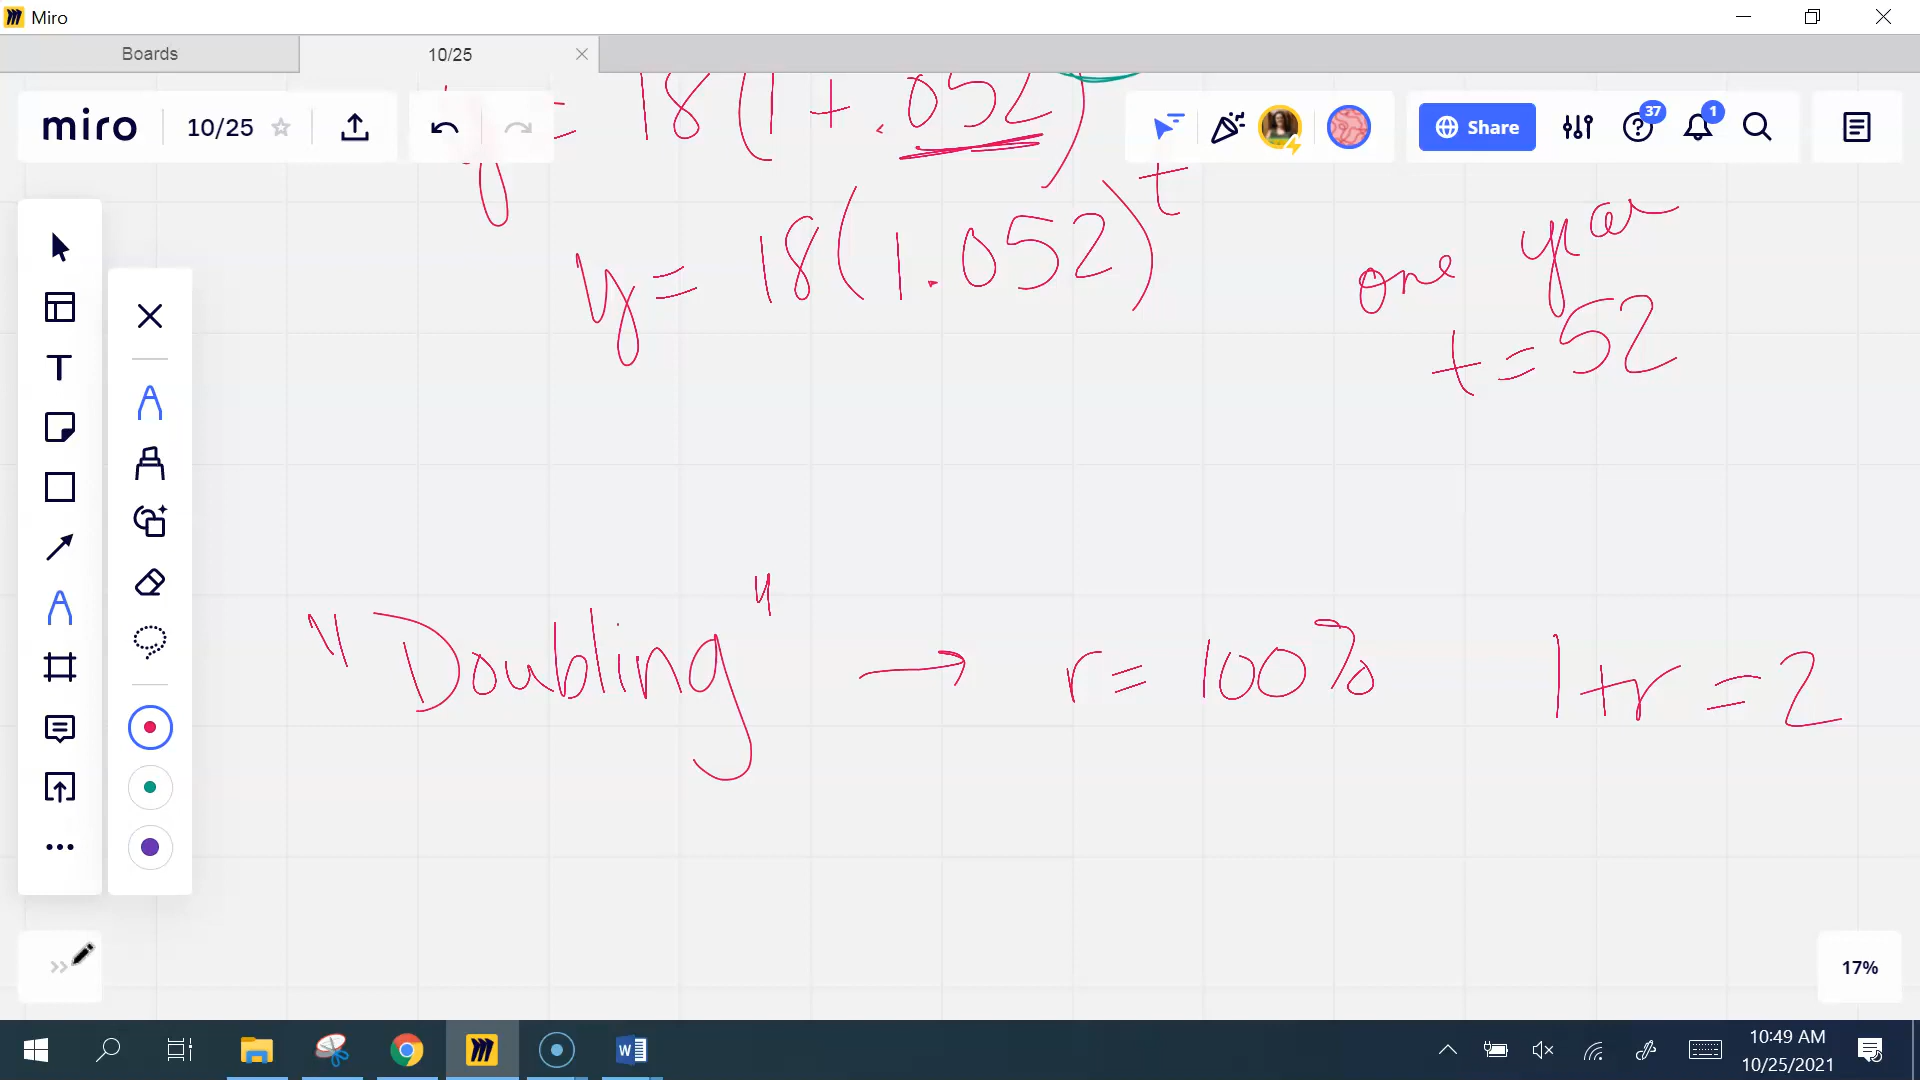 Miro
Boards
10/25
y = 18(1+.052)
miro
10/25
Share
37
1
y = 18(1.052)^t
one year
t = 52
T
"Doubling" → r = 100% 1+r = 2
17%
10:49 AM
10/25/2021